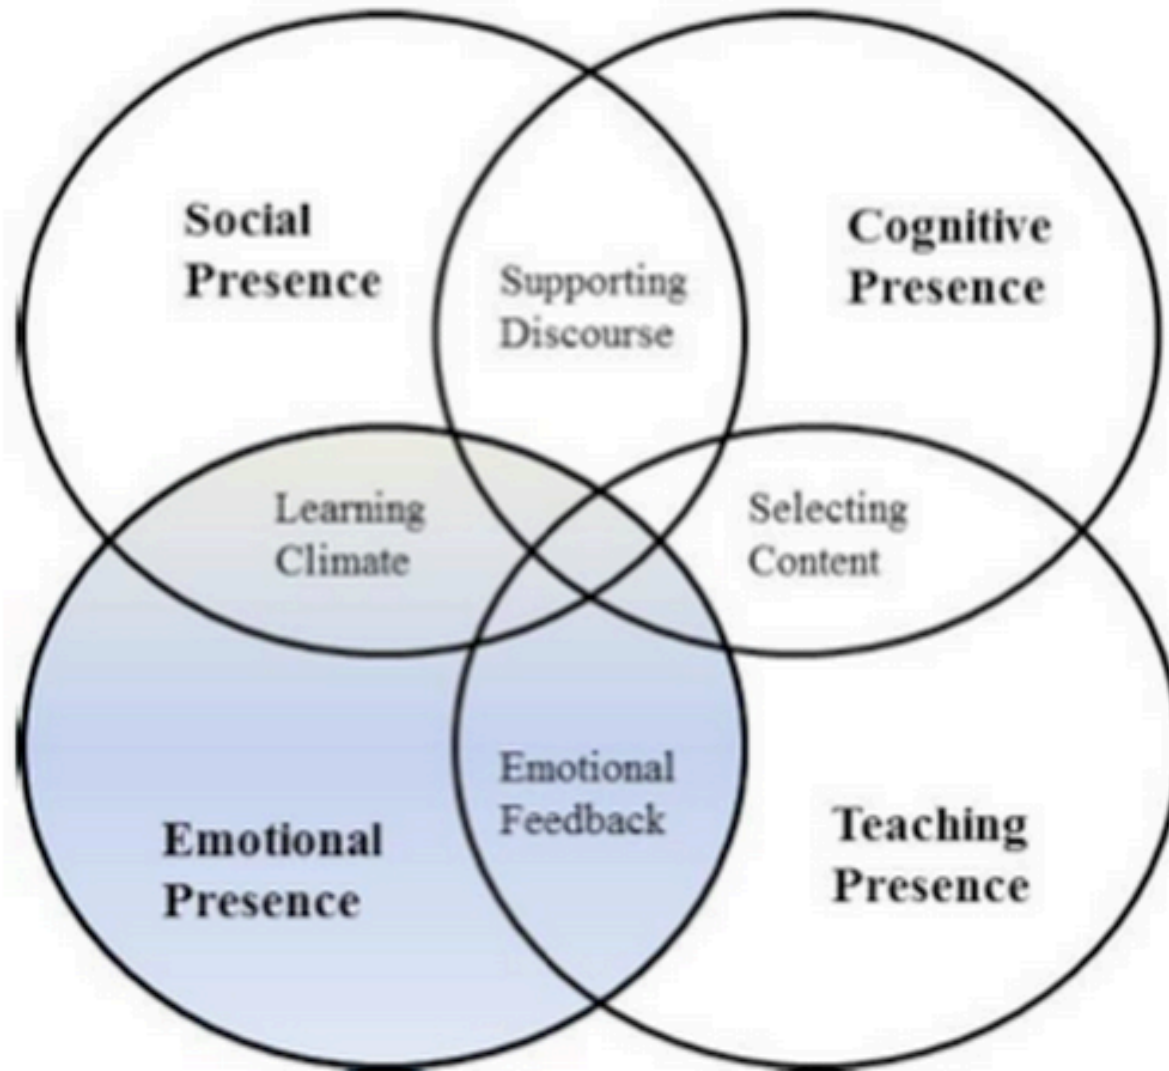 Social
Presence
Cognitive
Presence
Supporting
Discourse
Learning
Climate
Selecting
Content
Emotional
Feedback
Emotional
Presence
Teaching
Presence